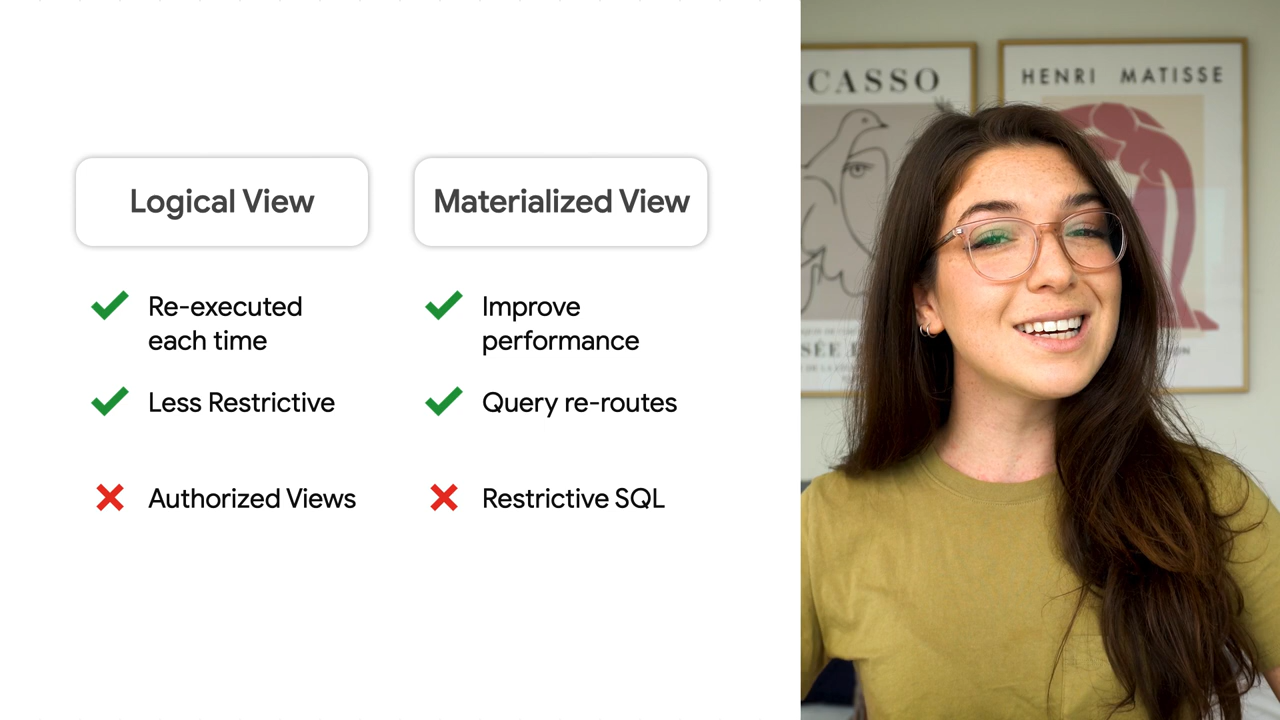 Logical View
Re-executed
each time
Less Restrictive
Authorized Views
Materialized View
Improve
performance
Query re-routes
Restrictive SQL
CASSO
HENRI MATISSE